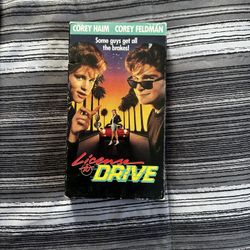 COREY HAIM COREY FELDMAN
Some guys get all
the brakes!
License
to
DRIVE